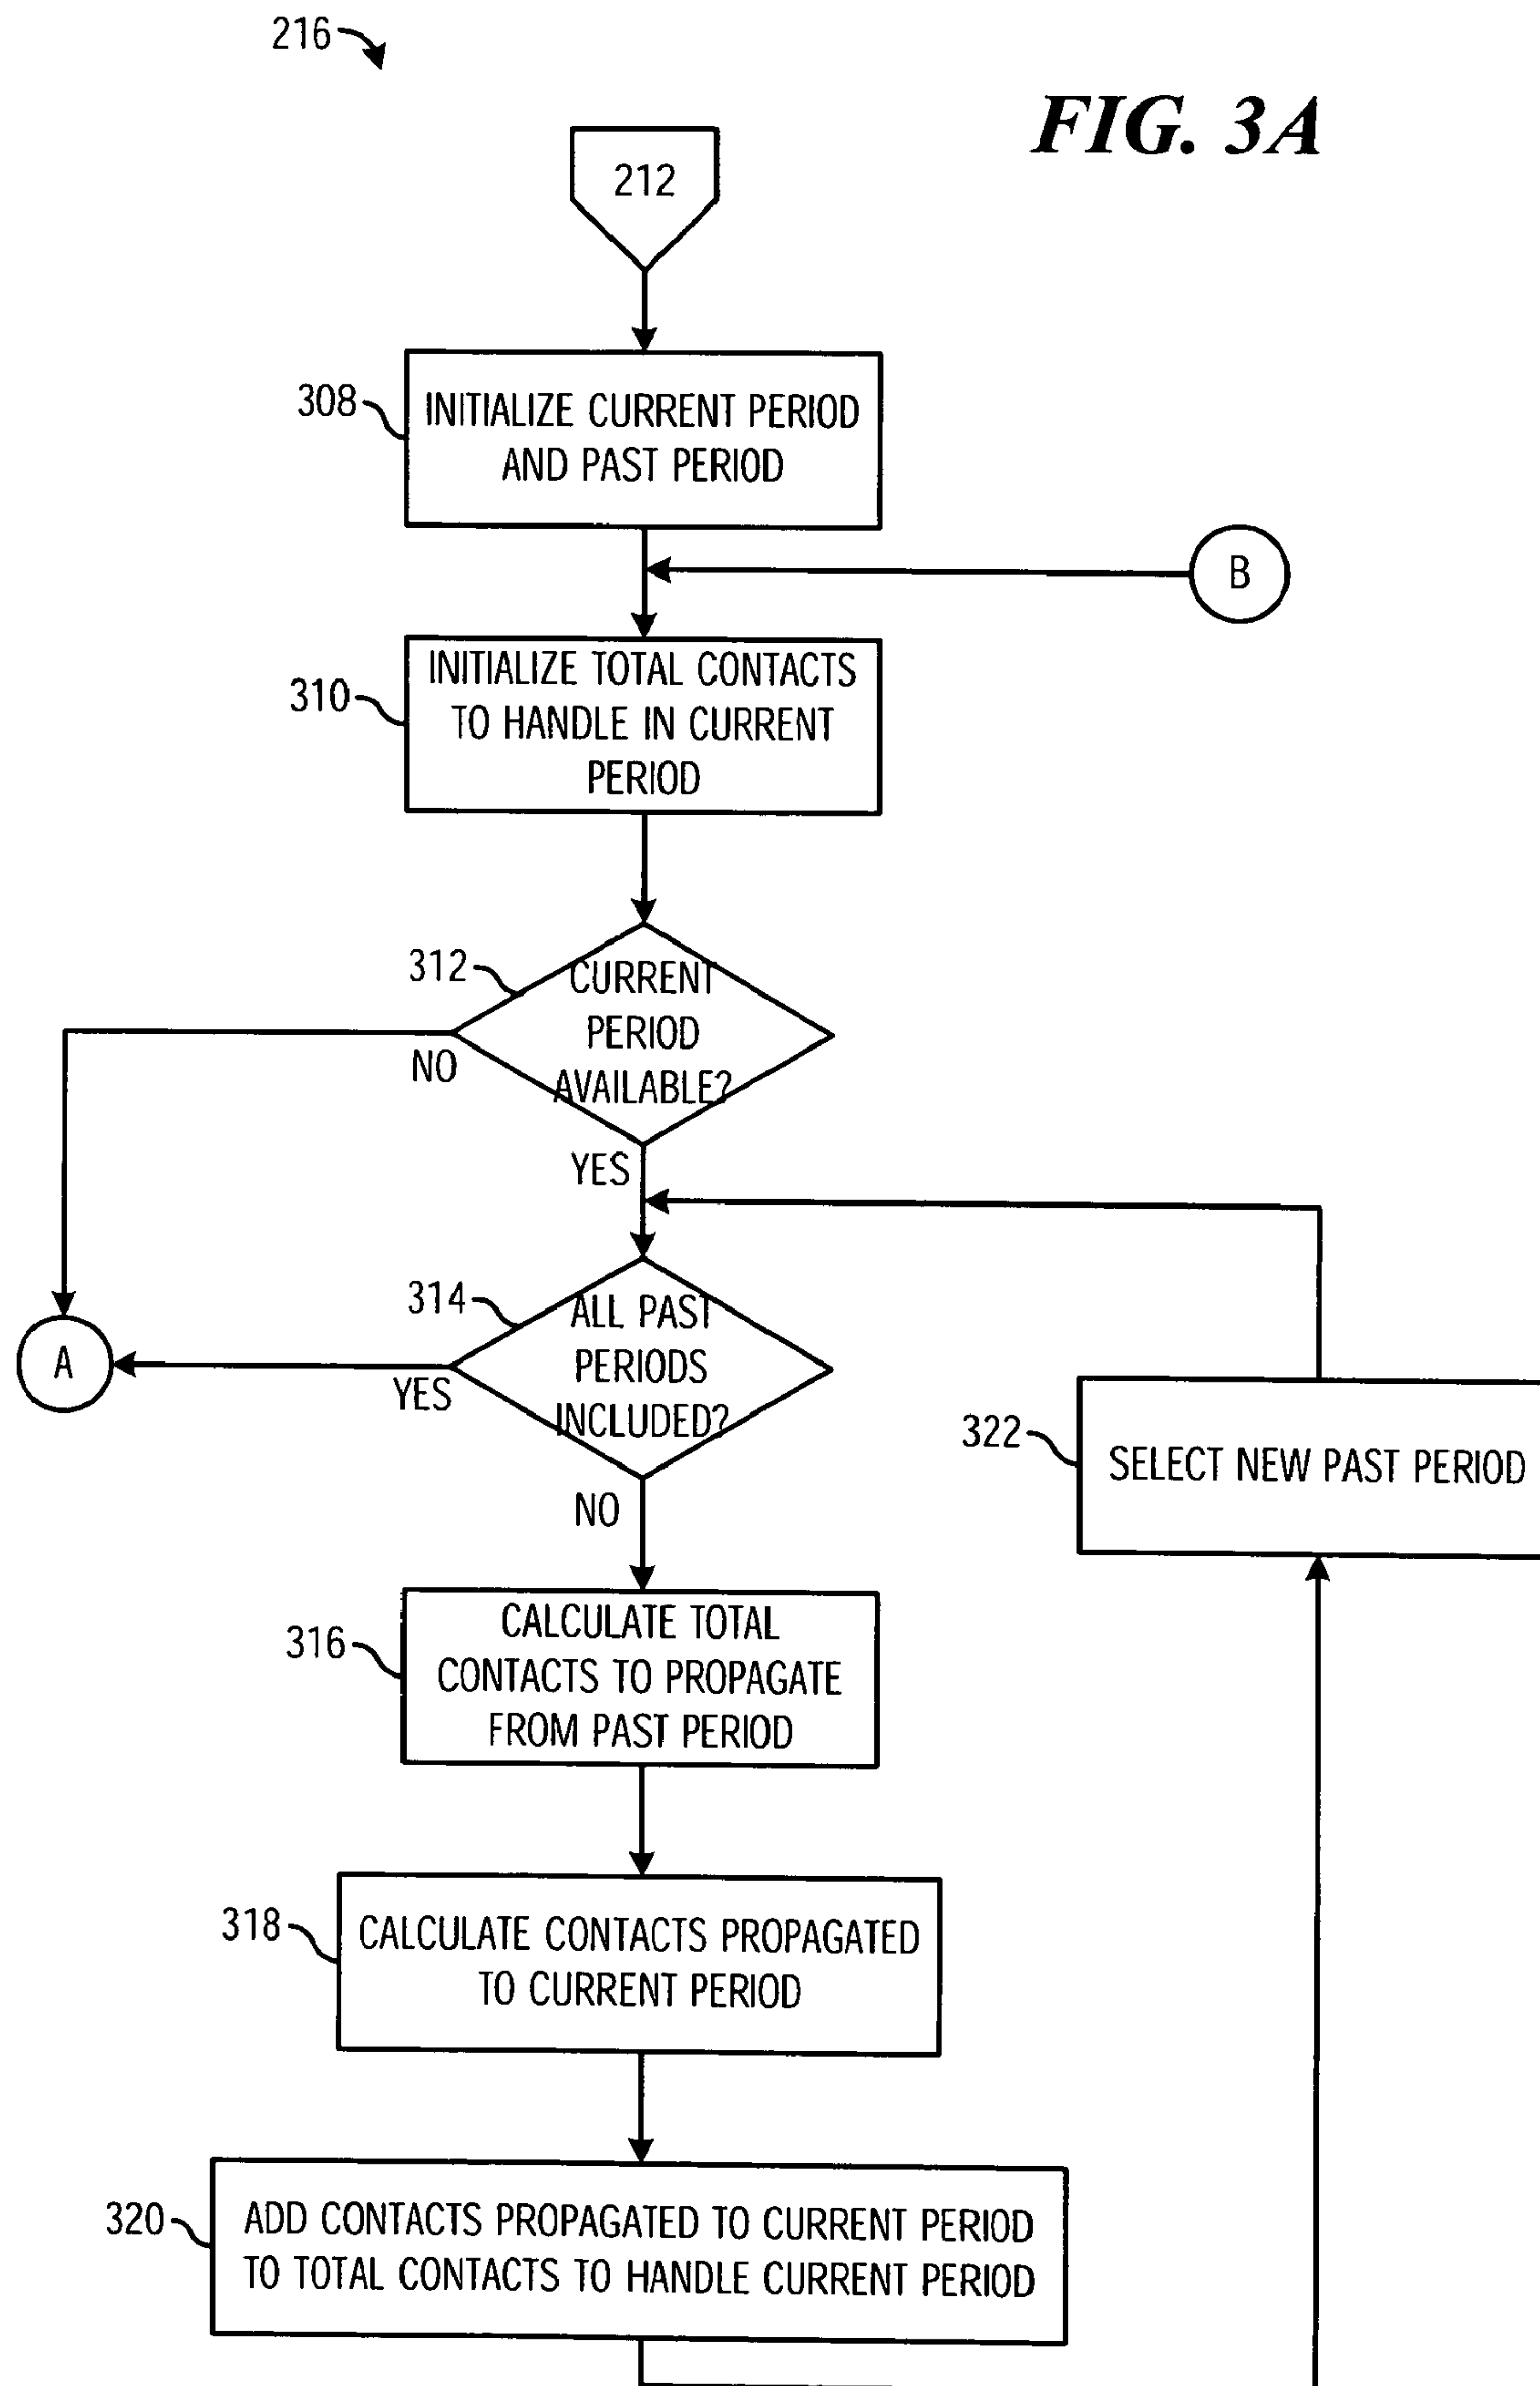 216
FIG. 3A
212
308
INITIALIZE CURRENT PERIOD
AND PAST PERIOD
B
310
INITIALIZE TOTAL CONTACTS
TO HANDLE IN CURRENT
PERIOD
312
CURRENT
PERIOD
AVAILABLE?
NO
YES
314
ALL PAST
PERIODS
INCLUDED?
A
YES
322
SELECT NEW PAST PERIOD
NO
316
CALCULATE TOTAL
CONTACTS TO PROPAGATE
FROM PAST PERIOD
318
CALCULATE CONTACTS PROPAGATED
TO CURRENT PERIOD
320
ADD CONTACTS PROPAGATED TO CURRENT PERIOD
TO TOTAL CONTACTS TO HANDLE CURRENT PERIOD